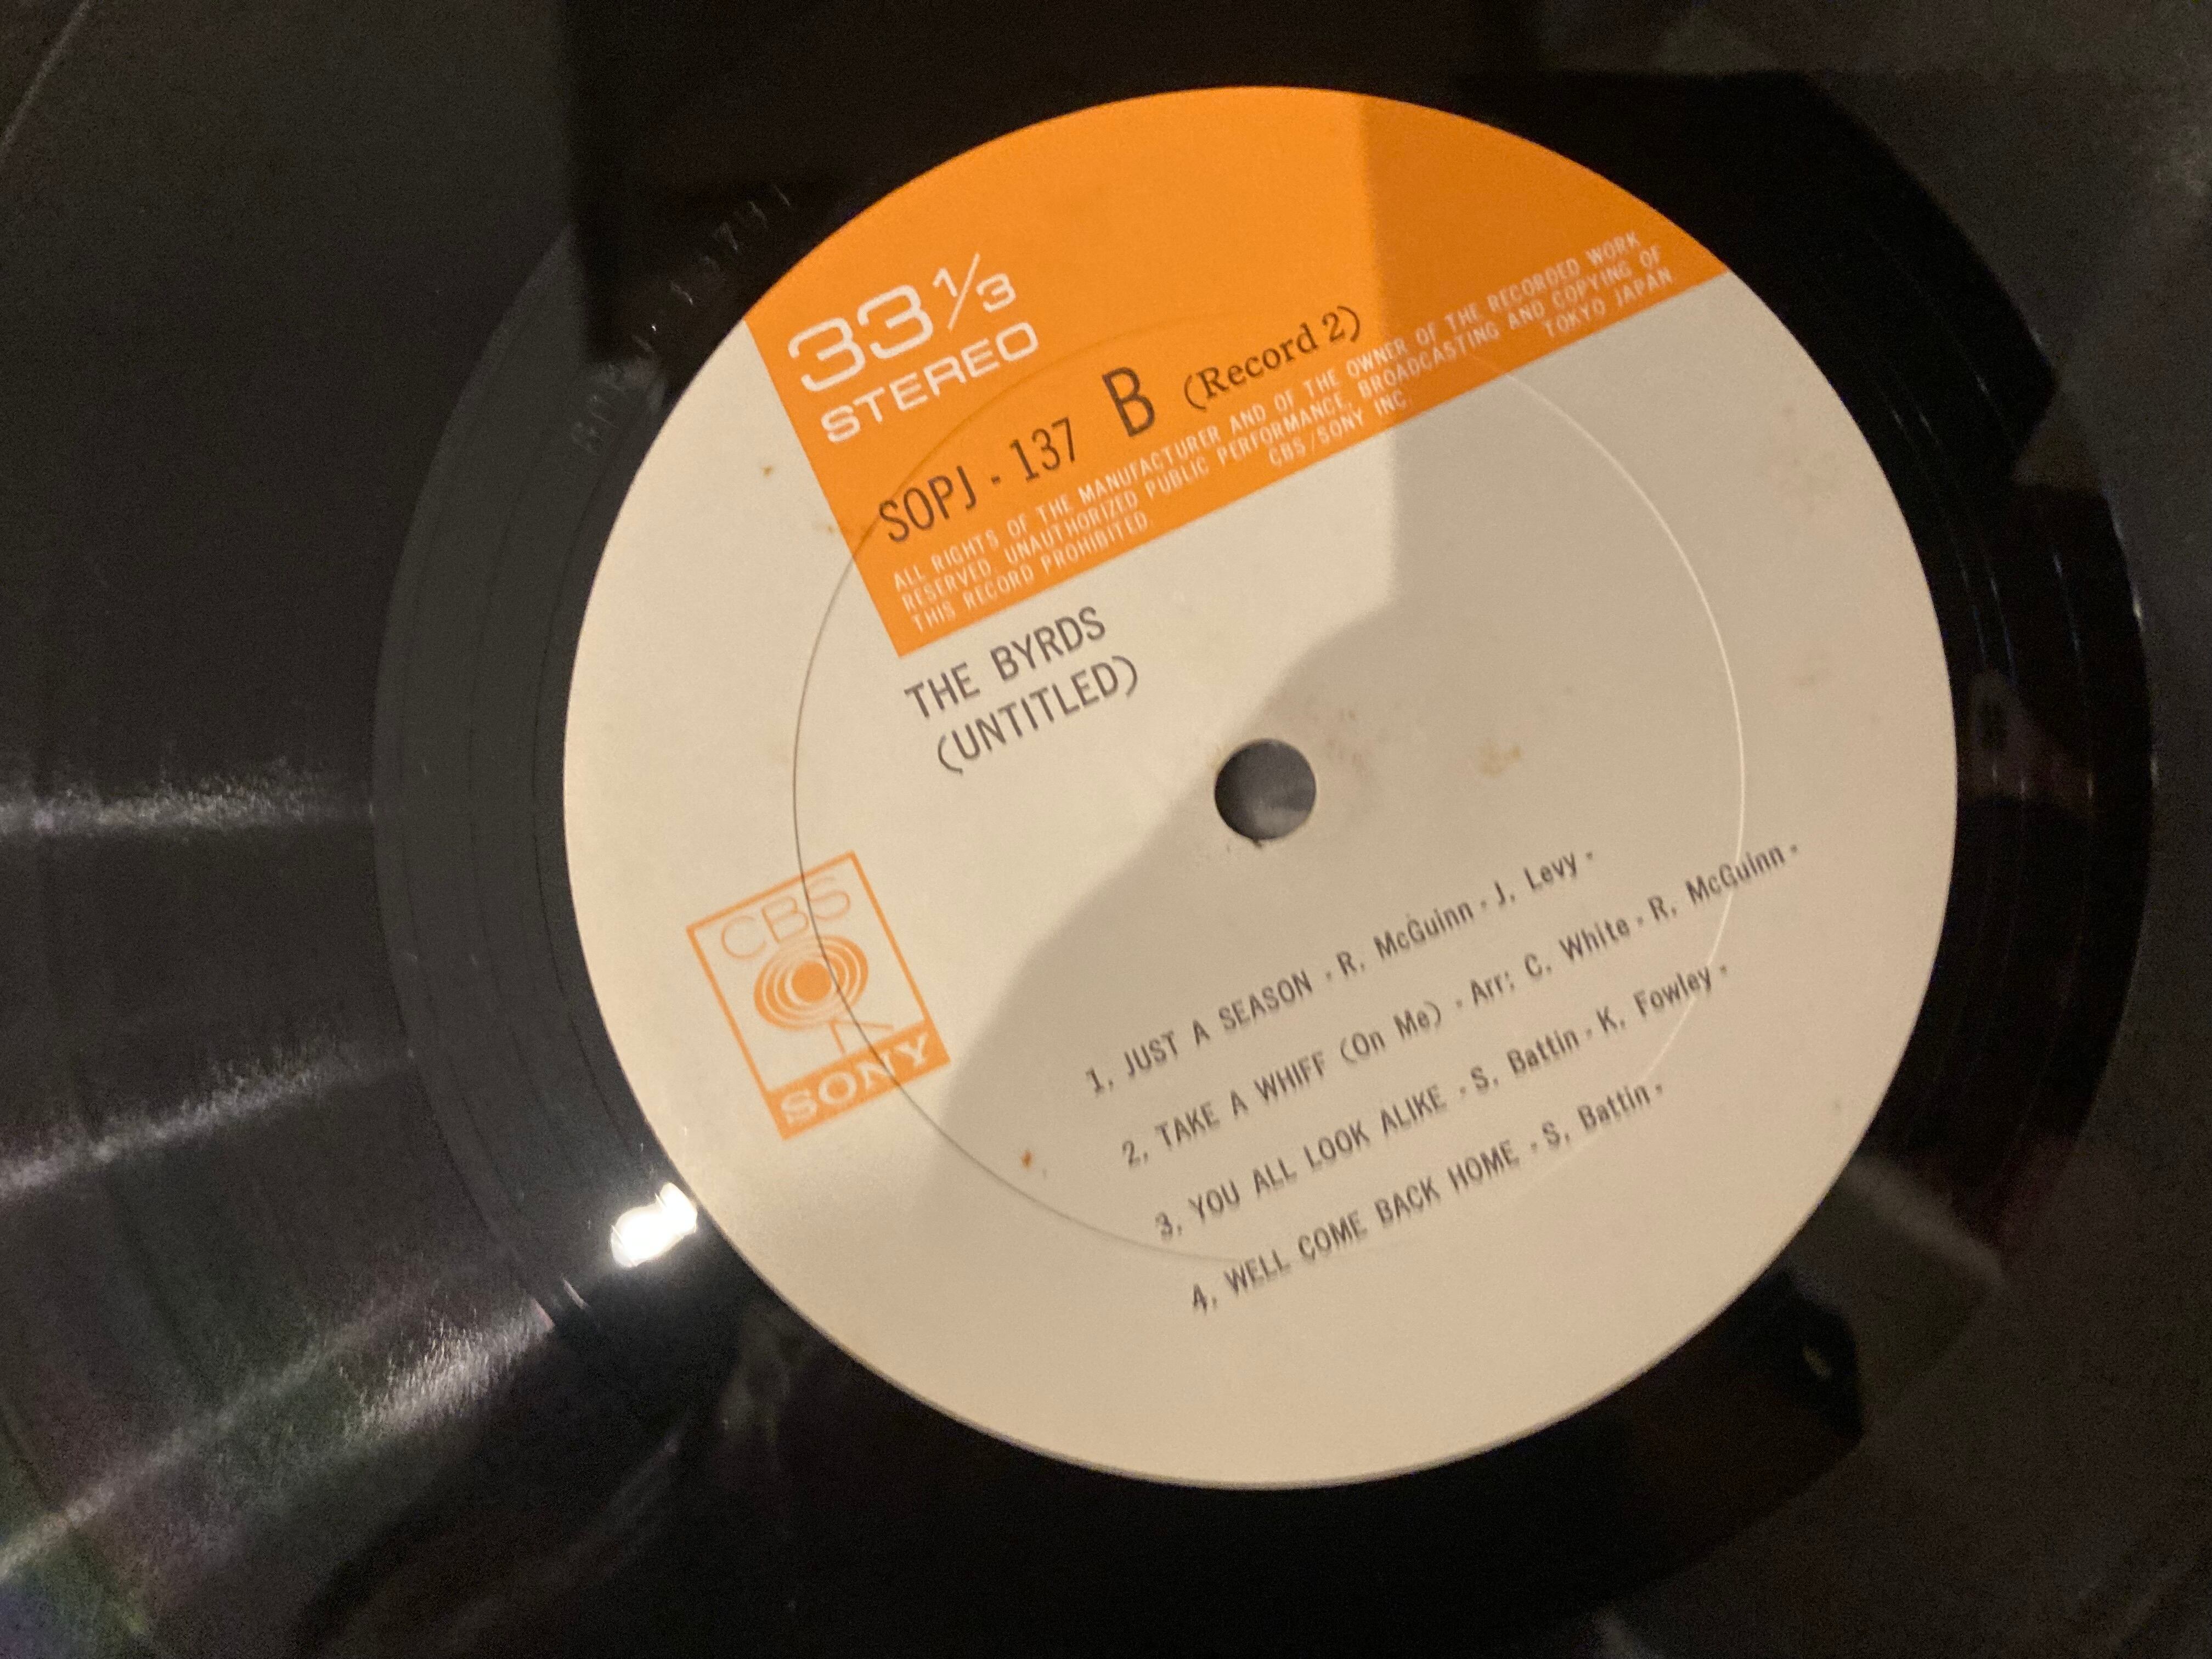 33 1/3
STEREO
SOPJ - 137 B (Record 2)
ALL RIGHTS OF THE MANUFACTURER AND OF THE OWNER OF THE RECORDED WORK
RESERVED. UNAUTHORIZED PUBLIC PERFORMANCE, BROADCASTING AND COPYING OF
THIS RECORD PROHIBITED. CBS/SONY INC. TOKYO JAPAN
THE BYRDS
(UNTITLED)
CBS
SONY
1. JUST A SEASON - R. McGuinn - J. Levy -
2. TAKE A WHIFF (On Me) - Arr: C. White - R. McGuinn -
3. YOU ALL LOOK ALIKE - S. Battin - K. Fowley -
4. WELL COME BACK HOME - S. Battin -